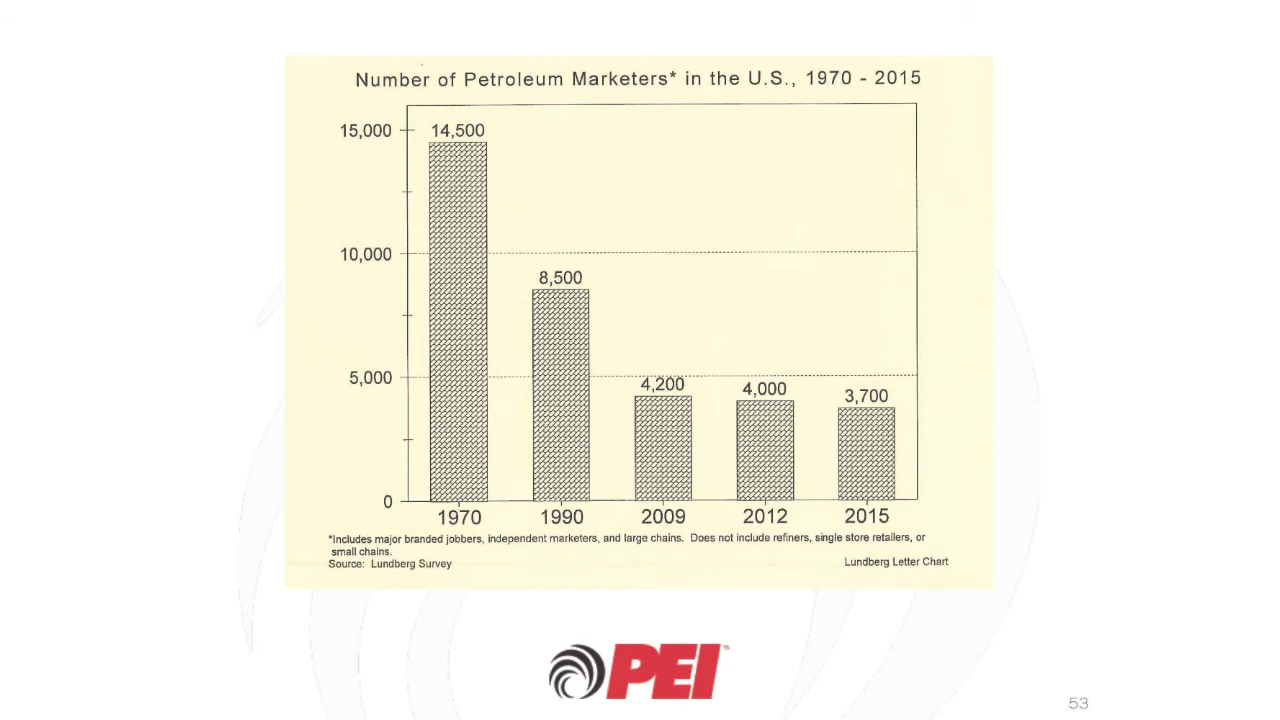 Number of Petroleum Marketers* in the U.S., 1970 - 2015
15,000
14,500
10,000
8,500
5,000
4,200
4,000
3,700
0
1970 1990 2009 2012 2015
*Includes major branded jobbers, independent marketers, and large chains. Does not include refiners, single store retailers, or
small chains.
Source: Lundberg Survey
Lundberg Letter Chart
PEI™
53